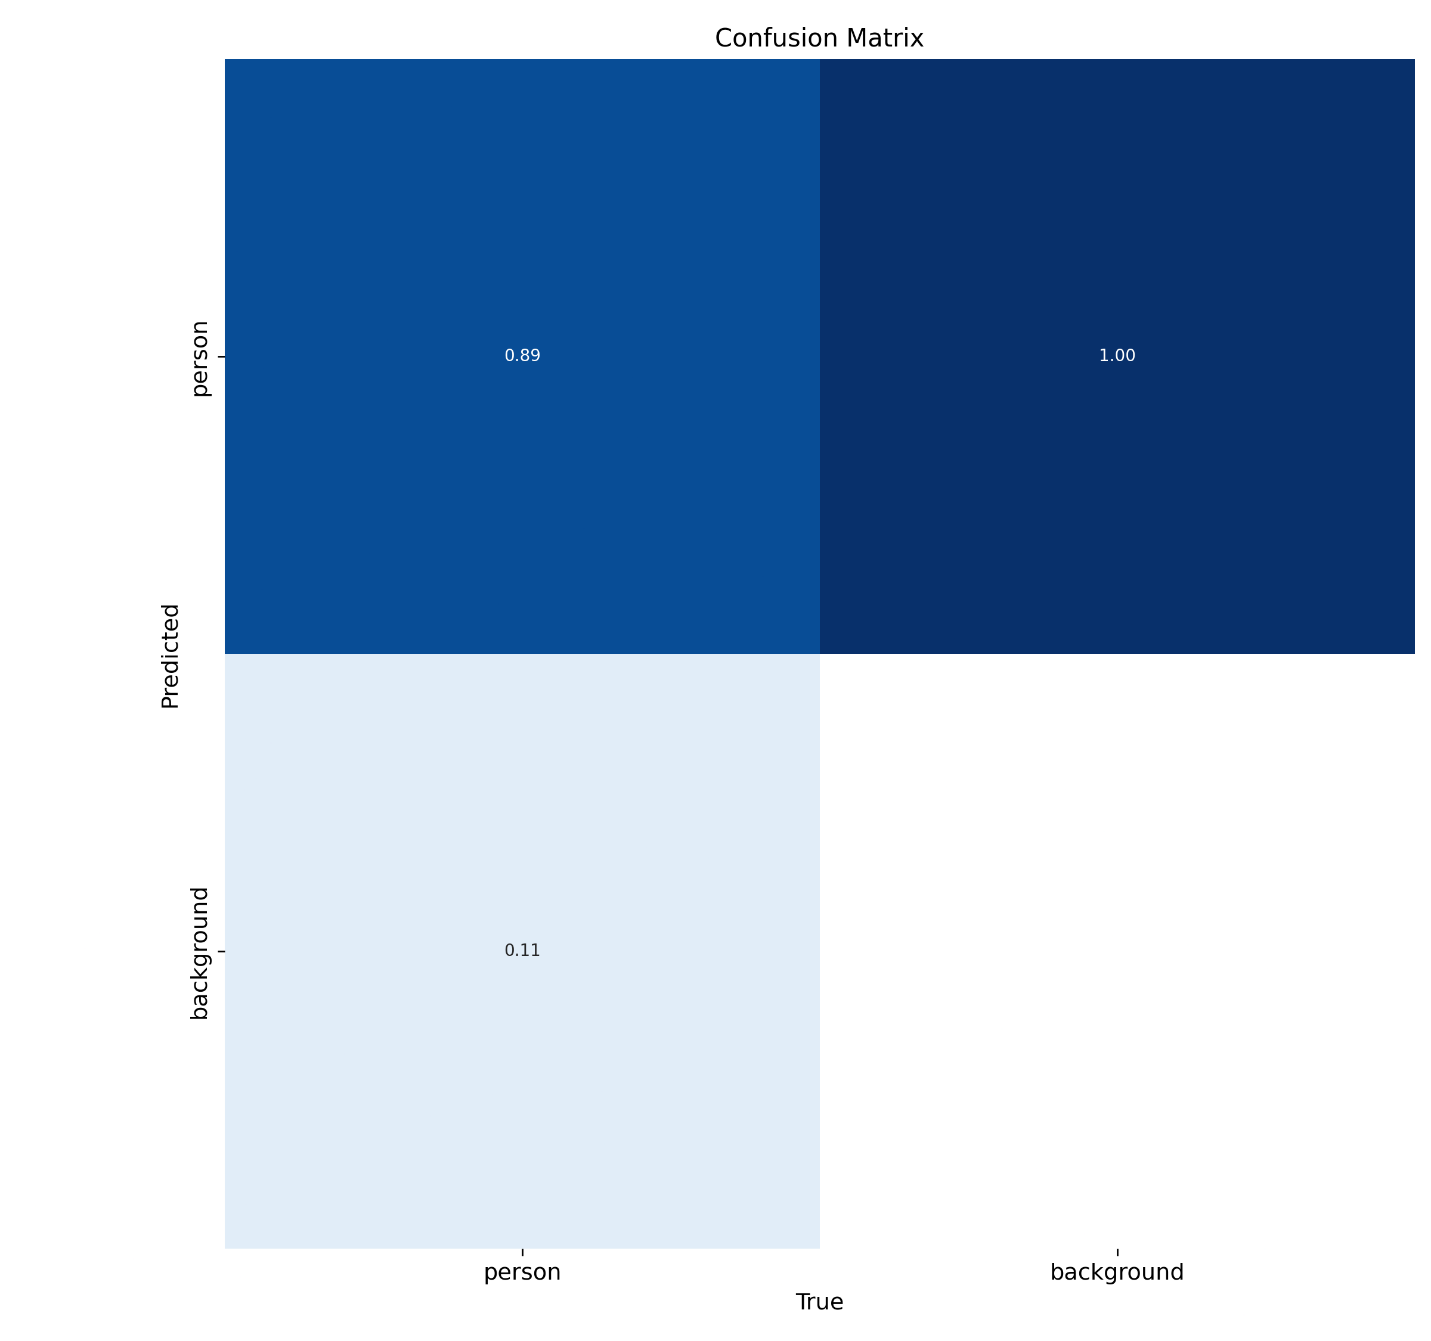 Confusion Matrix
person
0.89
1.00
Predicted
background
0.11
person
background
True